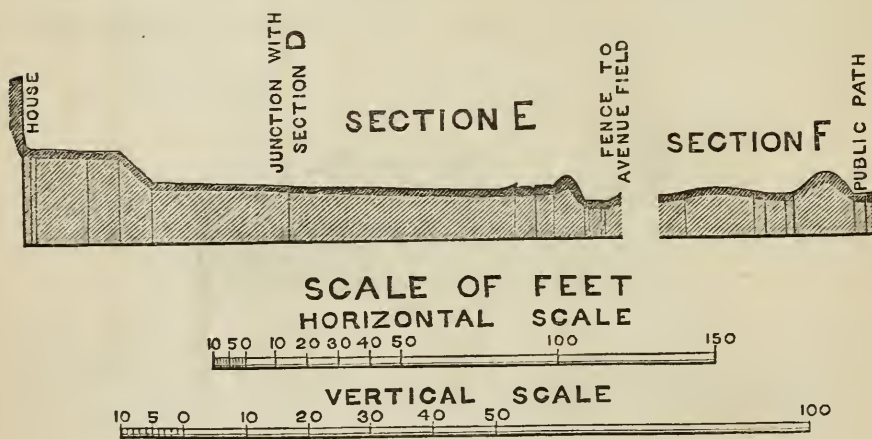 HOUSE
JUNCTION WITH
SECTION D
SECTION E
FENCE TO
AVENUE FIELD
SECTION F
PUBLIC PATH
SCALE OF FEET
HORIZONTAL SCALE
10 5 0 10 20 30 40 50 100 150
VERTICAL SCALE
10 5 0 10 20 30 40 50 100